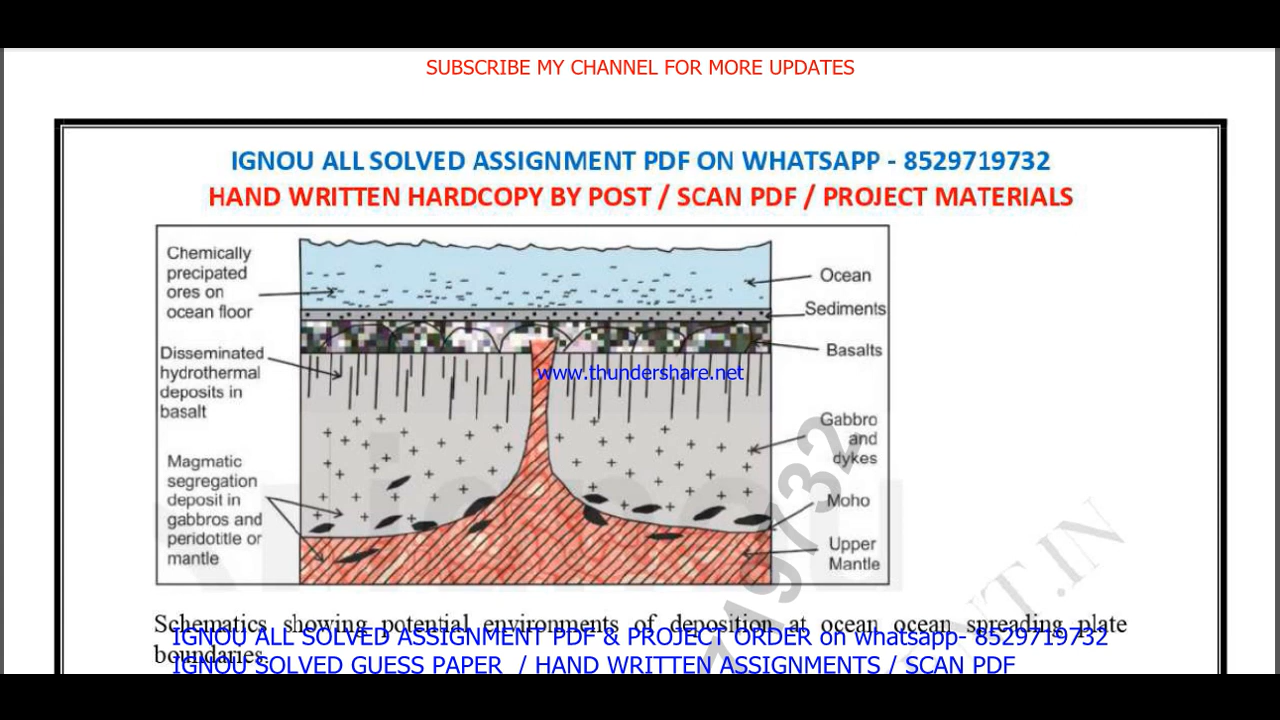 SUBSCRIBE MY CHANNEL FOR MORE UPDATES
IGNOU ALL SOLVED ASSIGNMENT PDF ON WHATSAPP - 8529719732
HAND WRITTEN HARDCOPY BY POST / SCAN PDF / PROJECT MATERIALS
Chemically
precipated
ores on
ocean floor
Disseminated
hydrothermal
deposits in
basalt
Magmatic
segregation
deposit in
gabbros and
peridotitle or
mantle
Ocean
Sediments
Basalts
www.thundershare.net
Gabbro
and
dykes
Moho
Upper
Mantle
19732
NT.IN
Schematics showing potential environments of deposition at ocean ocean spreading plate
boundaries
IGNOU ALL SOLVED ASSIGNMENT PDF & PROJECT ORDER on whatsapp- 8529719732
IGNOU SOLVED GUESS PAPER / HAND WRITTEN ASSIGNMENTS / SCAN PDF